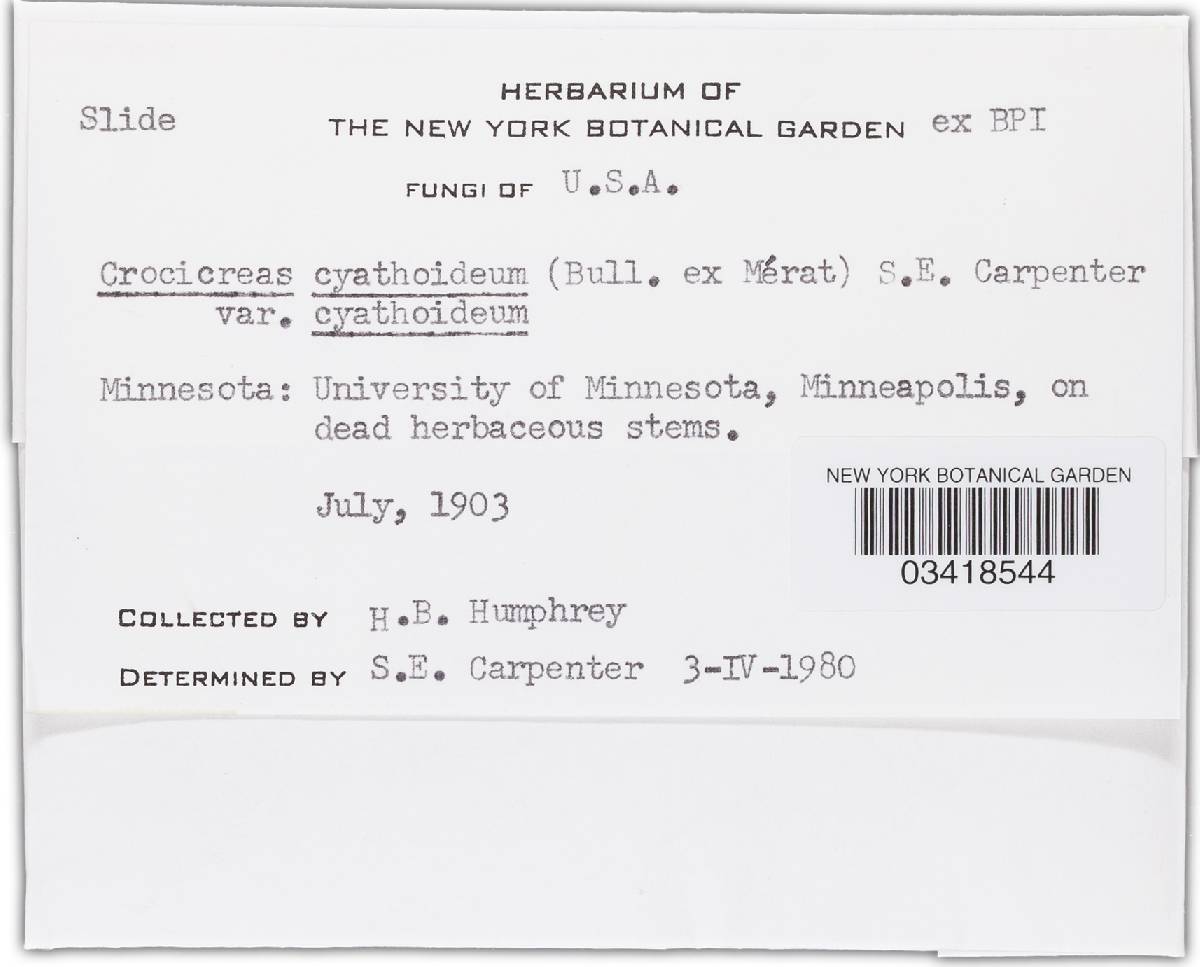 Slide
HERBARIUM OF
THE NEW YORK BOTANICAL GARDEN ex BPI
FUNGI OF U.S.A.
Crocicreas cyathoideum (Bull. ex Mérat) S.E. Carpenter
var. cyathoideum
Minnesota: University of Minnesota, Minneapolis, on
dead herbaceous stems.
July, 1903
NEW YORK BOTANICAL GARDEN
03418544
COLLECTED BY H.B. Humphrey
DETERMINED BY S.E. Carpenter 3-IV-1980